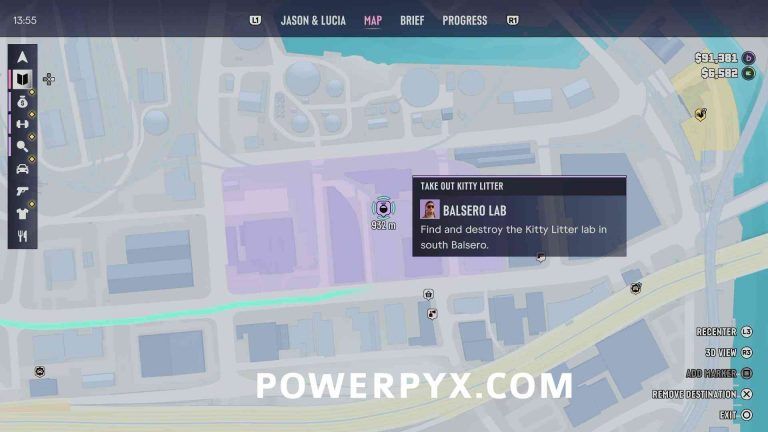 13:55
L1 JASON & LUCIA MAP BRIEF PROGRESS R1
$91,381
$6,582
TAKE OUT KITTY LITTER
BALSERO LAB
Find and destroy the Kitty Litter lab in
south Balsero.
932 m
RECENTER L3
3D VIEW R3
ADD MARKER
REMOVE DESTINATION
EXIT
POWERPYX.COM